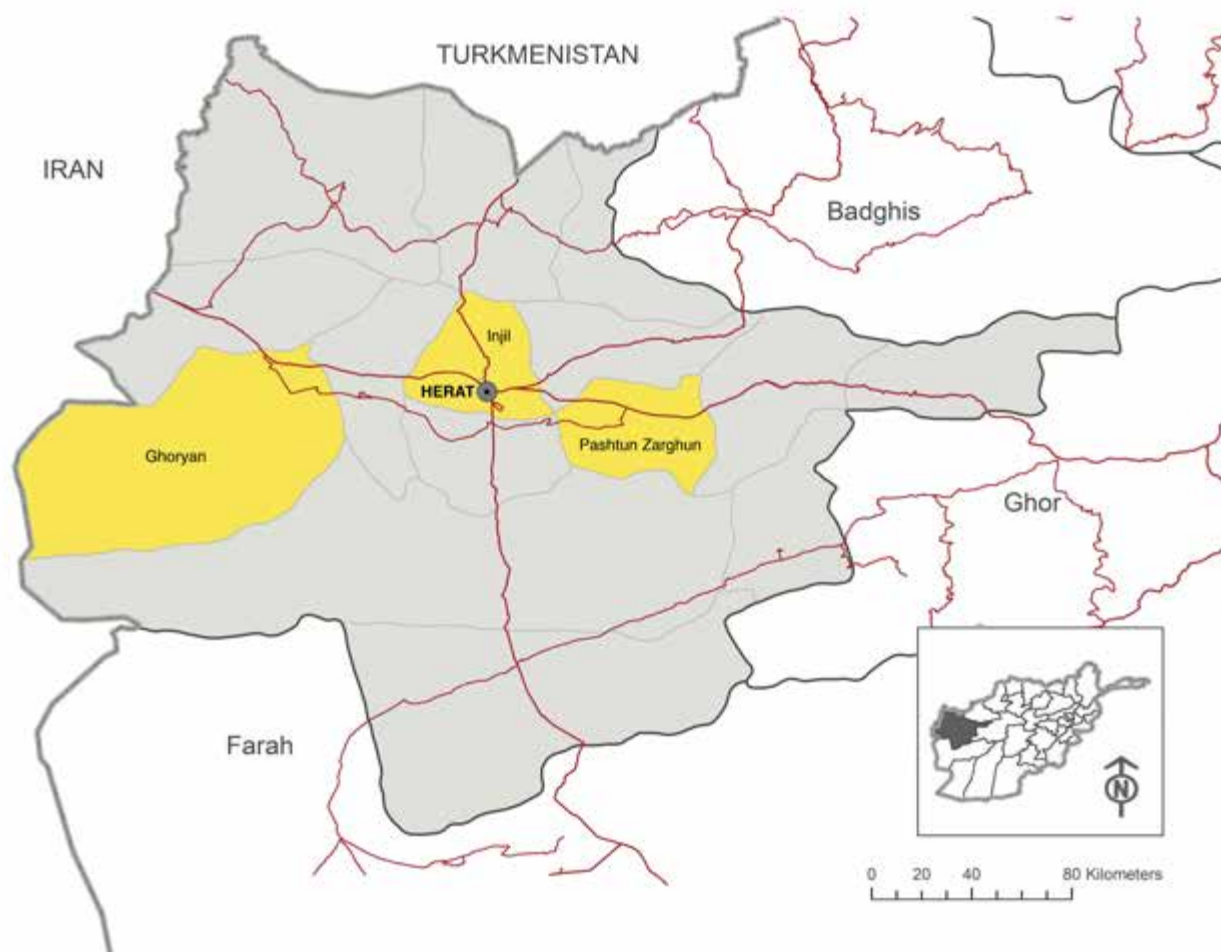 TURKMENISTAN
IRAN
Badghis
Injil
HERAT
Pashtun Zarghun
Ghoryan
Ghor
Farah
N
0 20 40 80 Kilometers